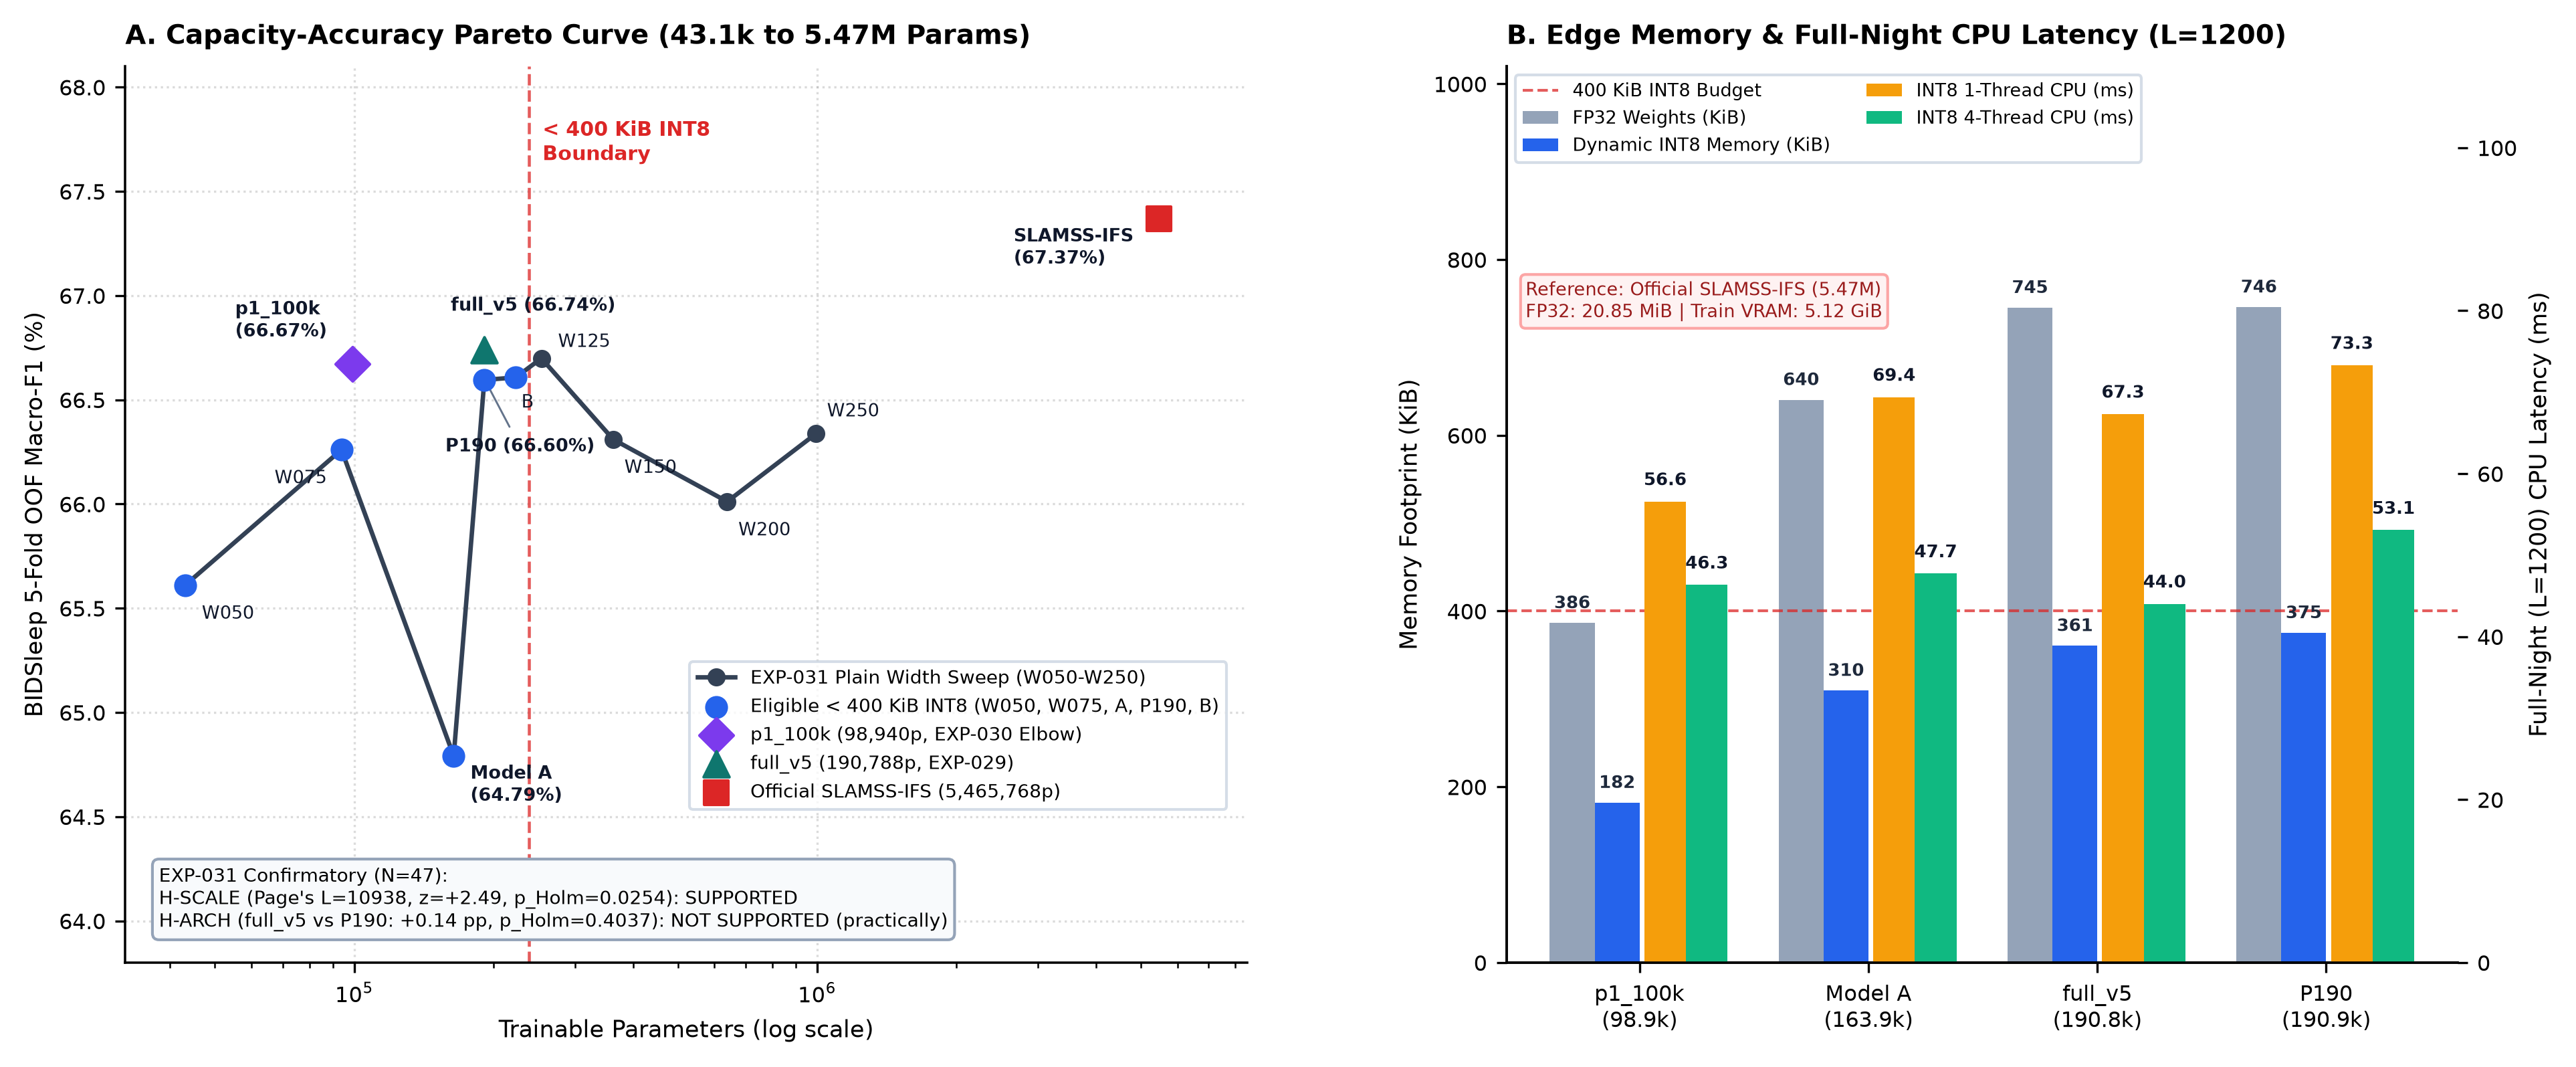 A. Capacity-Accuracy Pareto Curve (43.1k to 5.47M Params)
BIDSleep 5-Fold OOF Macro-F1 (%)
68.0
67.5
67.0
66.5
66.0
65.5
65.0
64.5
64.0
< 400 KiB INT8
Boundary
SLAMSS-IFS
(67.37%)
p1_100k
(66.67%)
full_v5 (66.74%)
W125
B
P190 (66.60%)
W250
W150
W075
W200
W050
Model A
(64.79%)
EXP-031 Plain Width Sweep (W050-W250)
Eligible < 400 KiB INT8 (W050, W075, A, P190, B)
p1_100k (98,940p, EXP-030 Elbow)
full_v5 (190,788p, EXP-029)
Official SLAMSS-IFS (5,465,768p)
EXP-031 Confirmatory (N=47):
H-SCALE (Page's L=10938, z=+2.49, p_Holm=0.0254): SUPPORTED
H-ARCH (full_v5 vs P190: +0.14 pp, p_Holm=0.4037): NOT SUPPORTED (practically)
10⁵
10⁶
Trainable Parameters (log scale)
B. Edge Memory & Full-Night CPU Latency (L=1200)
Memory Footprint (KiB)
1000
800
600
400
200
0
400 KiB INT8 Budget
FP32 Weights (KiB)
Dynamic INT8 Memory (KiB)
INT8 1-Thread CPU (ms)
INT8 4-Thread CPU (ms)
Reference: Official SLAMSS-IFS (5.47M)
FP32: 20.85 MiB | Train VRAM: 5.12 GiB
386
182
56.6
46.3
640
310
69.4
47.7
745
361
67.3
44.0
746
375
73.3
53.1
p1_100k
(98.9k)
Model A
(163.9k)
full_v5
(190.8k)
P190
(190.9k)
100
80
60
40
20
0
Full-Night (L=1200) CPU Latency (ms)